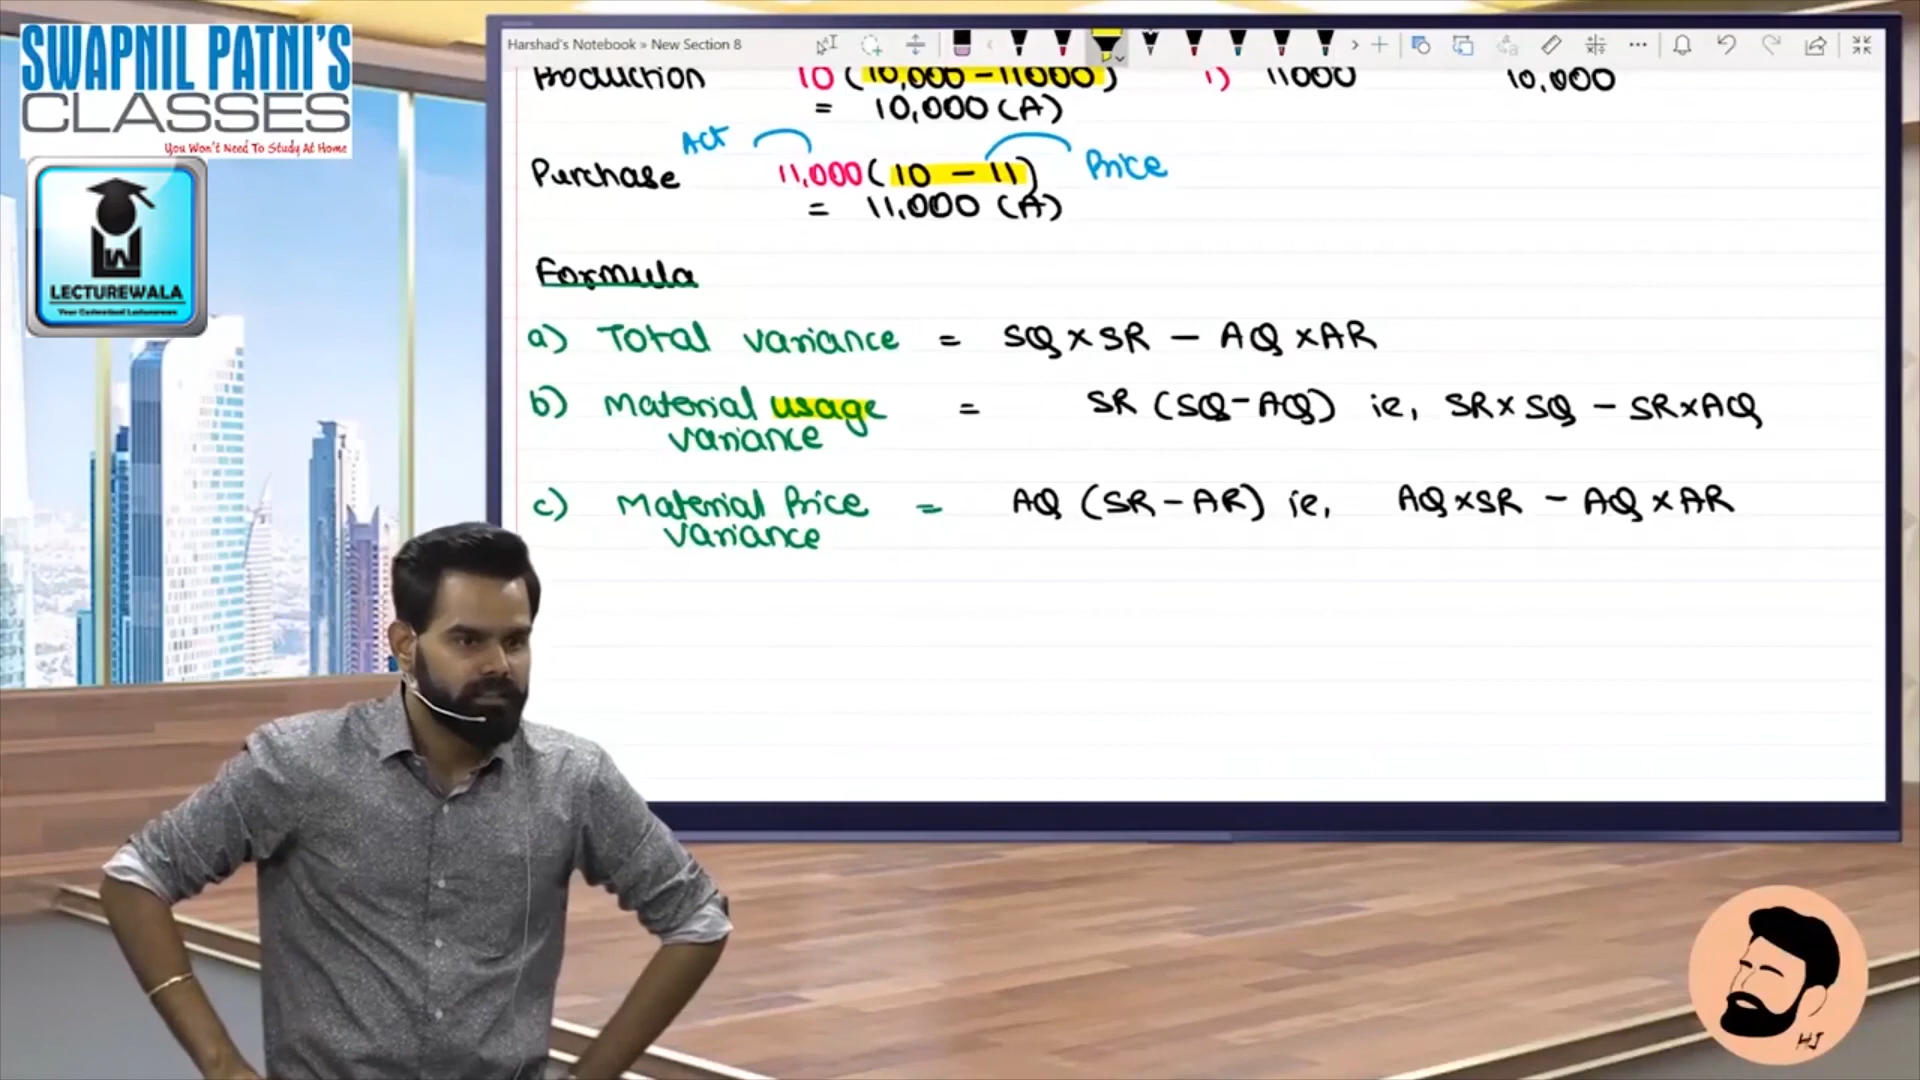 SWAPNIL PATNI'S
CLASSES
You Won't Need To Study At Home
LECTUREWALA
Your Customised Lecturewala
Harshad's Notebook » New Section 8
Production 10 (10,000 - 11000) 1) 11000 10,000
= 10,000 (A)
Act
Purchase 11,000 (10 - 11) Price
= 11,000 (A)
Formula
a) Total variance = SQ x SR - AQ x AR
b) Material usage = SR (SQ-AQ) ie, SR x SQ - SR x AQ
variance
c) Material Price = AQ (SR-AR) ie, AQ x SR - AQ x AR
variance
HJ